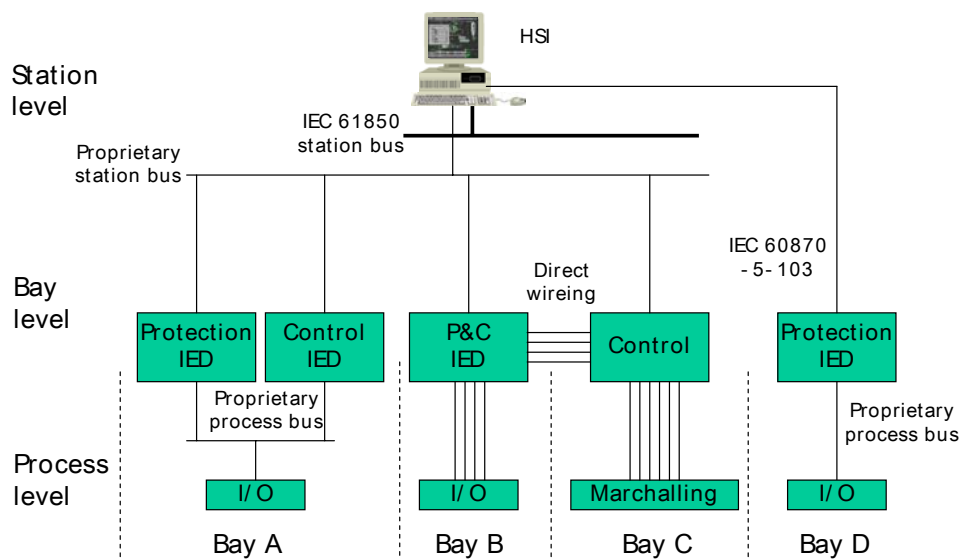 HSI
Station
level
IEC 61850
station bus
Proprietary
station bus
IEC 60870
- 5- 103
Direct
wireing
Bay
level
Protection
IED
Control
IED
P&C
IED
Control
Protection
IED
Proprietary
process bus
Proprietary
process bus
Process
level
I/ O
I/ O
Marchalling
I/ O
Bay A
Bay B
Bay C
Bay D